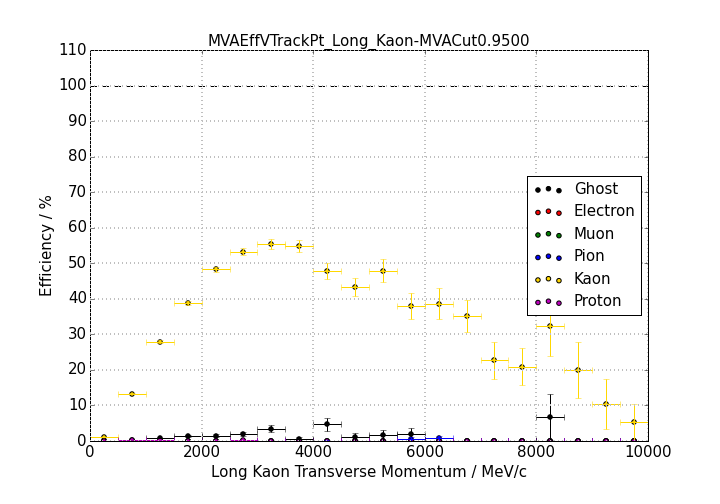 MVAEffVTrackPt_Long_Kaon-MVACut0.9500
110
100
90
80
70
60
50
40
30
20
10
0
Efficiency / %
Ghost
Electron
Muon
Pion
Kaon
Proton
0 2000 4000 6000 8000 10000
Long Kaon Transverse Momentum / MeV/c